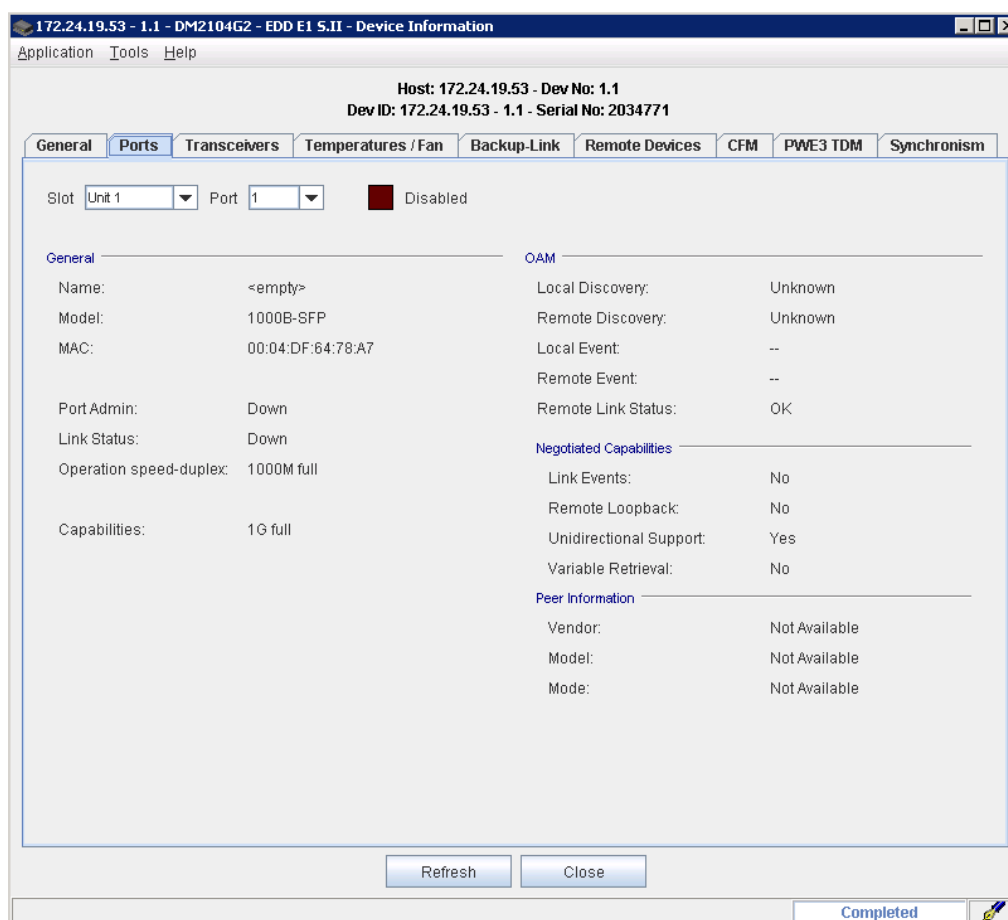 172.24.19.53 - 1.1 - DM2104G2 - EDD E1 S.II - Device Information
Application Tools Help
Host: 172.24.19.53 - Dev No: 1.1
Dev ID: 172.24.19.53 - 1.1 - Serial No: 2034771
General Ports Transceivers Temperatures / Fan Backup-Link Remote Devices CFM PWE3 TDM Synchronism
Slot Unit 1 Port 1 Disabled
General
Name: <empty>
Model: 1000B-SFP
MAC: 00:04:DF:64:78:A7
Port Admin: Down
Link Status: Down
Operation speed-duplex: 1000M full
Capabilities: 1G full
OAM
Local Discovery: Unknown
Remote Discovery: Unknown
Local Event: --
Remote Event: --
Remote Link Status: OK
Negotiated Capabilities
Link Events: No
Remote Loopback: No
Unidirectional Support: Yes
Variable Retrieval: No
Peer Information
Vendor: Not Available
Model: Not Available
Mode: Not Available
Refresh Close
Completed